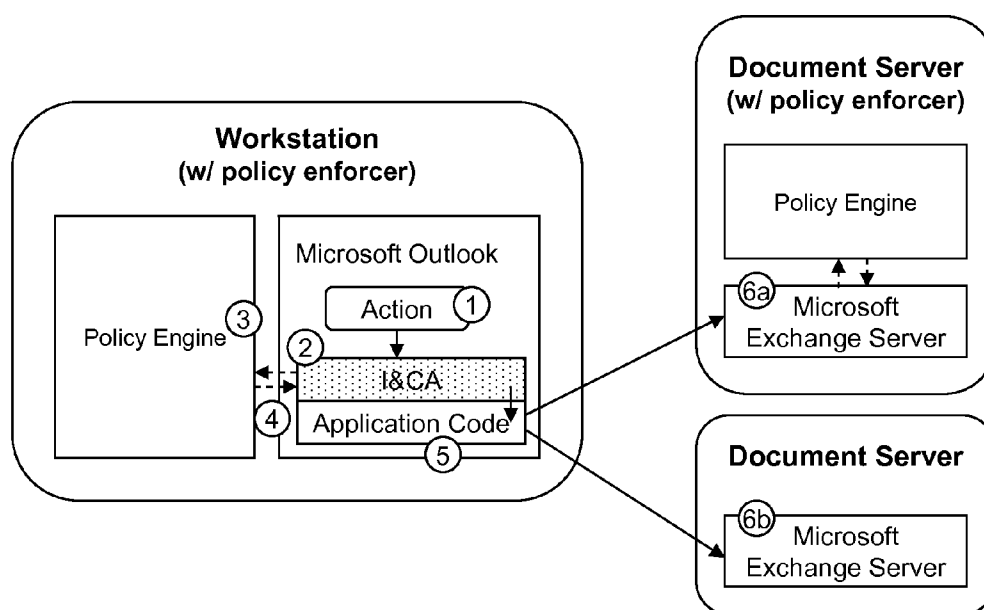 Workstation
(w/ policy enforcer)
Policy Engine
3
Microsoft Outlook
Action
1
2
I&CA
4
Application Code
5
Document Server
(w/ policy enforcer)
Policy Engine
6a
Microsoft
Exchange Server
Document Server
6b
Microsoft
Exchange Server